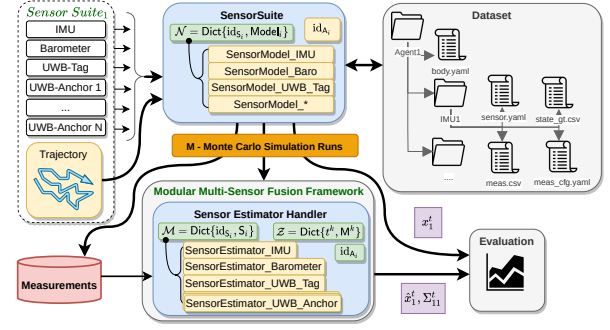 Sensor Suite₁
IMU
Barometer
UWB-Tag
UWB-Anchor 1
...
UWB-Anchor N
Trajectory
SensorSuite
𝒩 = Dict{id_{S_i}, Model_i}
id_{A_i}
SensorModel_IMU
SensorModel_Baro
SensorModel_UWB_Tag
SensorModel_*
Dataset
Agent1
body.yaml
IMU1
sensor.yaml
state_gt.csv
....
meas.csv
meas_cfg.yaml
M - Monte Carlo Simulation Runs
Modular Multi-Sensor Fusion Framework
Sensor Estimator Handler
ℳ = Dict{id_{S_i}, S_i}
𝒵 = Dict{t^k, M^k}
id_{A_i}
SensorEstimator_IMU
SensorEstimator_Barometer
SensorEstimator_UWB_Tag
SensorEstimator_UWB_Anchor
Measurements
x_1^t
x̂_1^t, Σ_{11}^t
Evaluation